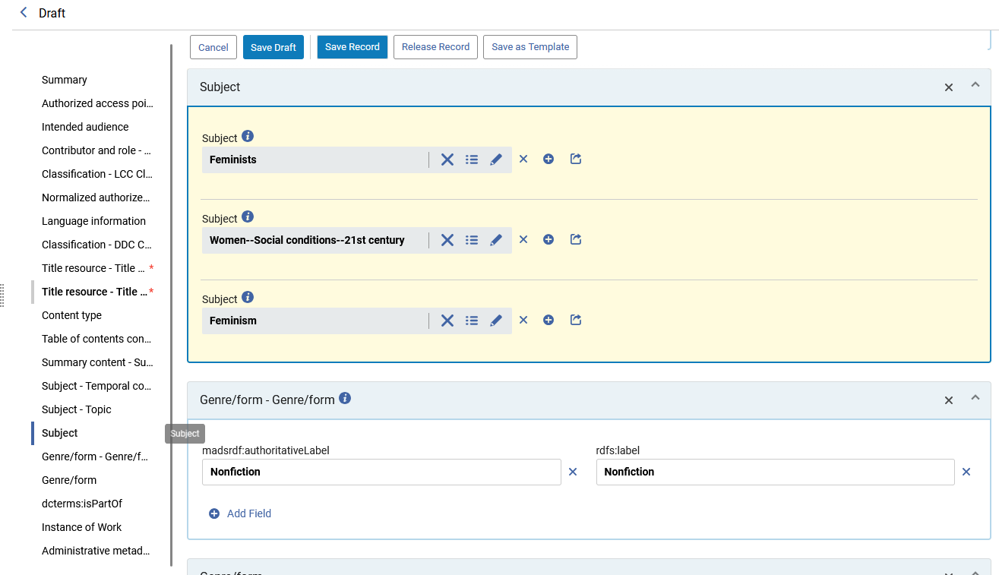 Draft
Cancel Save Draft Save Record Release Record Save as Template
Summary
Authorized access poi...
Intended audience
Contributor and role - ...
Classification - LCC Cl...
Normalized authorize...
Language information
Classification - DDC C...
Title resource - Title ... *
Title resource - Title ...*
Content type
Table of contents con...
Summary content - Su...
Subject - Temporal co...
Subject - Topic
Subject
Genre/form - Genre/f...
Genre/form
dcterms:isPartOf
Instance of Work
Administrative metad...
Subject
Subject
Subject
Feminists
Subject
Women--Social conditions--21st century
Subject
Feminism
Genre/form - Genre/form
madsrdf:authoritativeLabel rdfs:label
Nonfiction Nonfiction
Add Field
Genre/form